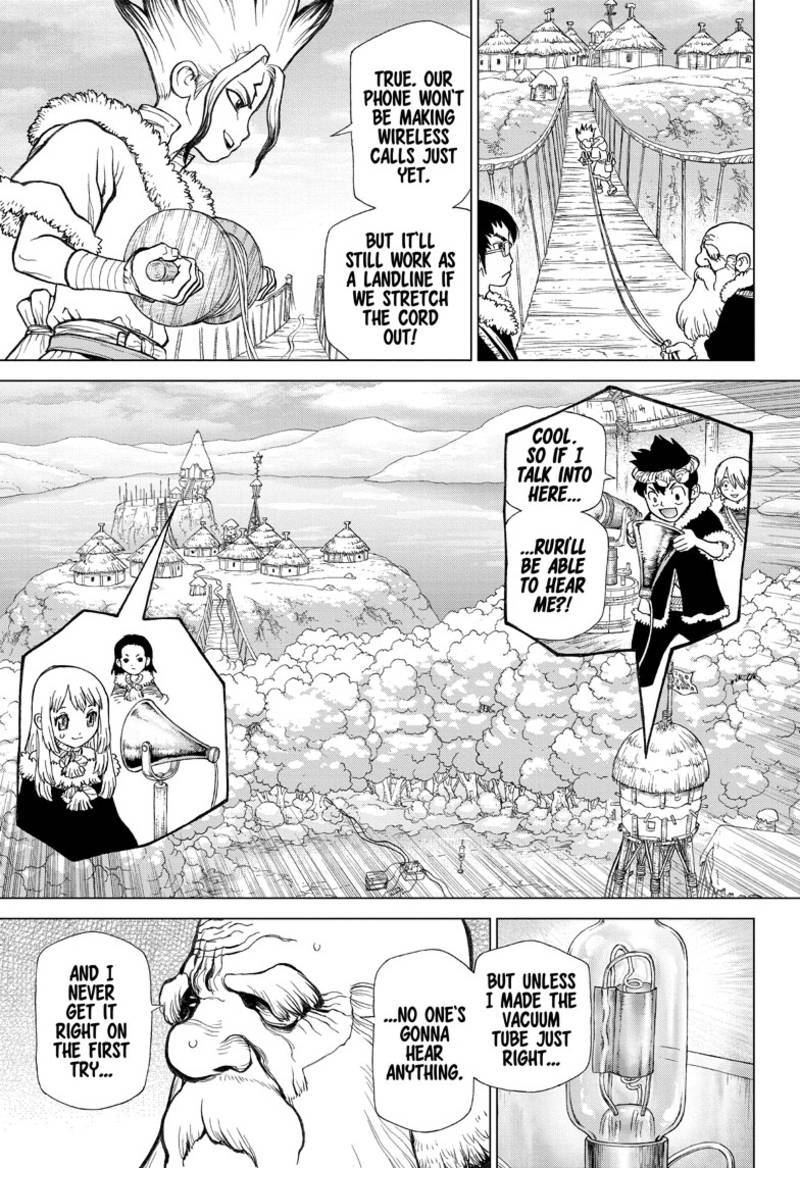 TRUE. OUR
PHONE WON'T
BE MAKING
WIRELESS
CALLS JUST
YET.
BUT IT'LL
STILL WORK AS
A LANDLINE IF
WE STRETCH
THE CORD
OUT!
COOL.
SO IF I
TALK INTO
HERE...
...RURI'LL
BE ABLE
TO HEAR
ME?!
BUT UNLESS
I MADE THE
VACUUM
TUBE JUST
RIGHT...
...NO ONE'S
GONNA
HEAR
ANYTHING.
AND I
NEVER
GET IT
RIGHT ON
THE FIRST
TRY...